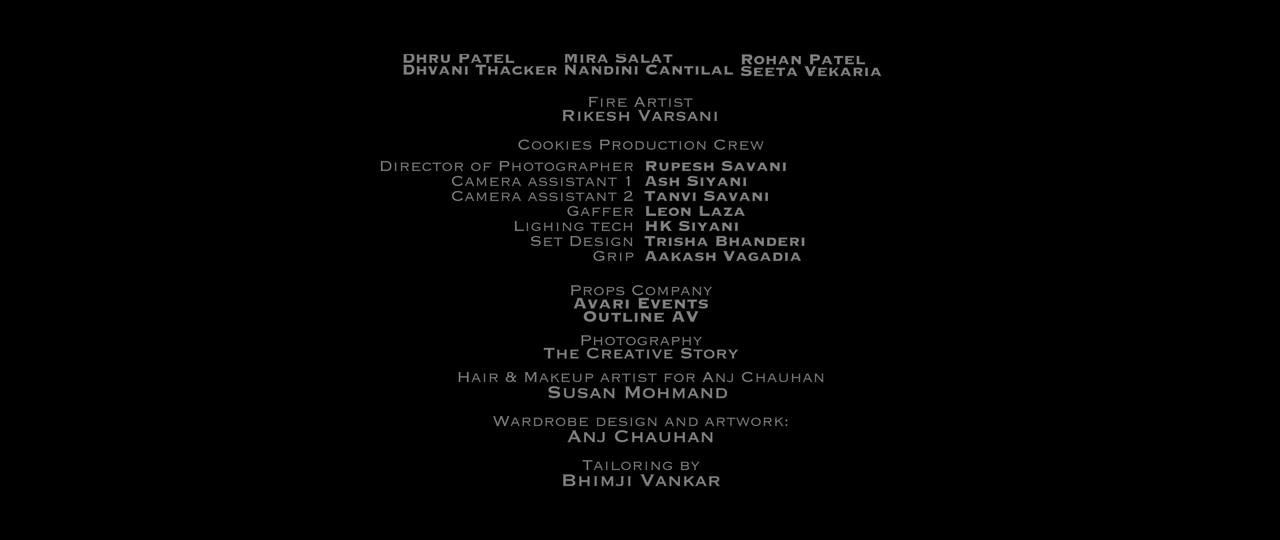 Dhru Patel Mira Salat Rohan Patel
Dhvani Thacker Nandini Cantilal Seeta Vekaria
Fire Artist
Rikesh Varsani
Cookies Production Crew
Director of Photographer Rupesh Savani
Camera assistant 1 Ash Siyani
Camera assistant 2 Tanvi Savani
Gaffer Leon Laza
Lighing tech HK Siyani
Set Design Trisha Bhanderi
Grip Aakash Vagadia
Props Company
Avari Events
Outline AV
Photography
The Creative Story
Hair & Makeup artist for Anj Chauhan
Susan Mohmand
Wardrobe design and artwork:
Anj Chauhan
Tailoring by
Bhimji Vankar